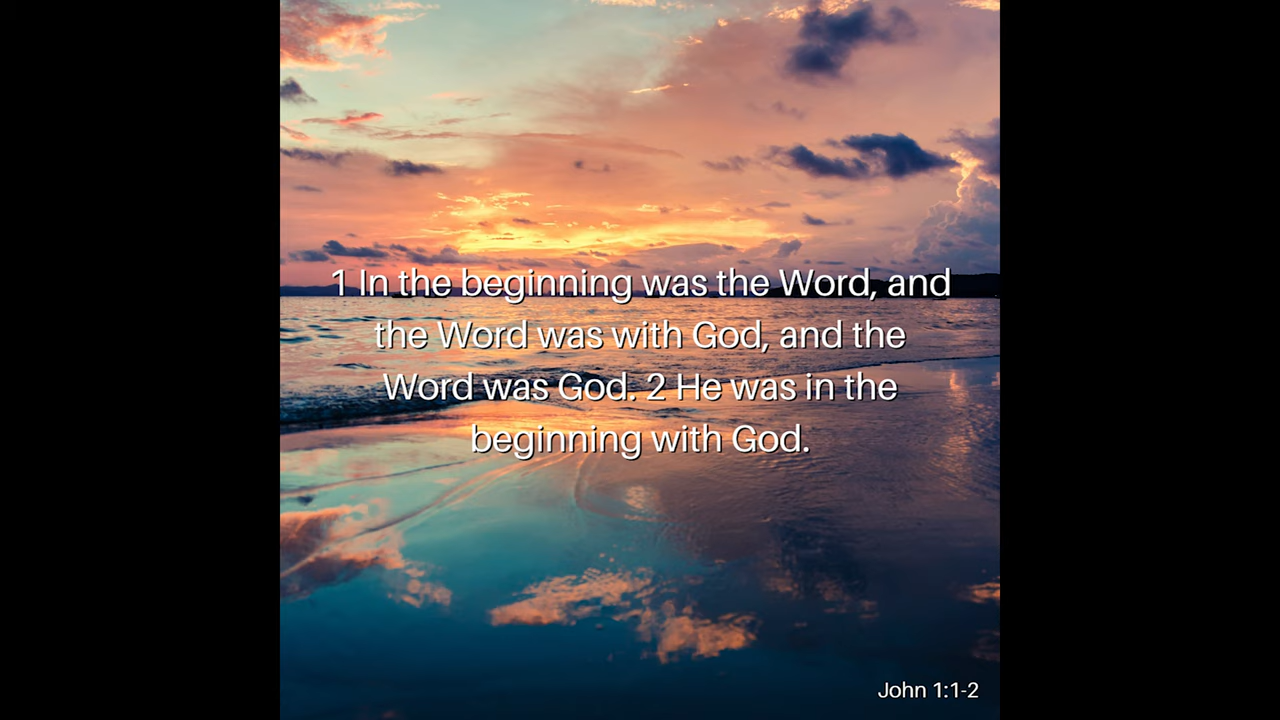 1 In the beginning was the Word, and
the Word was with God, and the
Word was God. 2 He was in the
beginning with God.
John 1:1-2